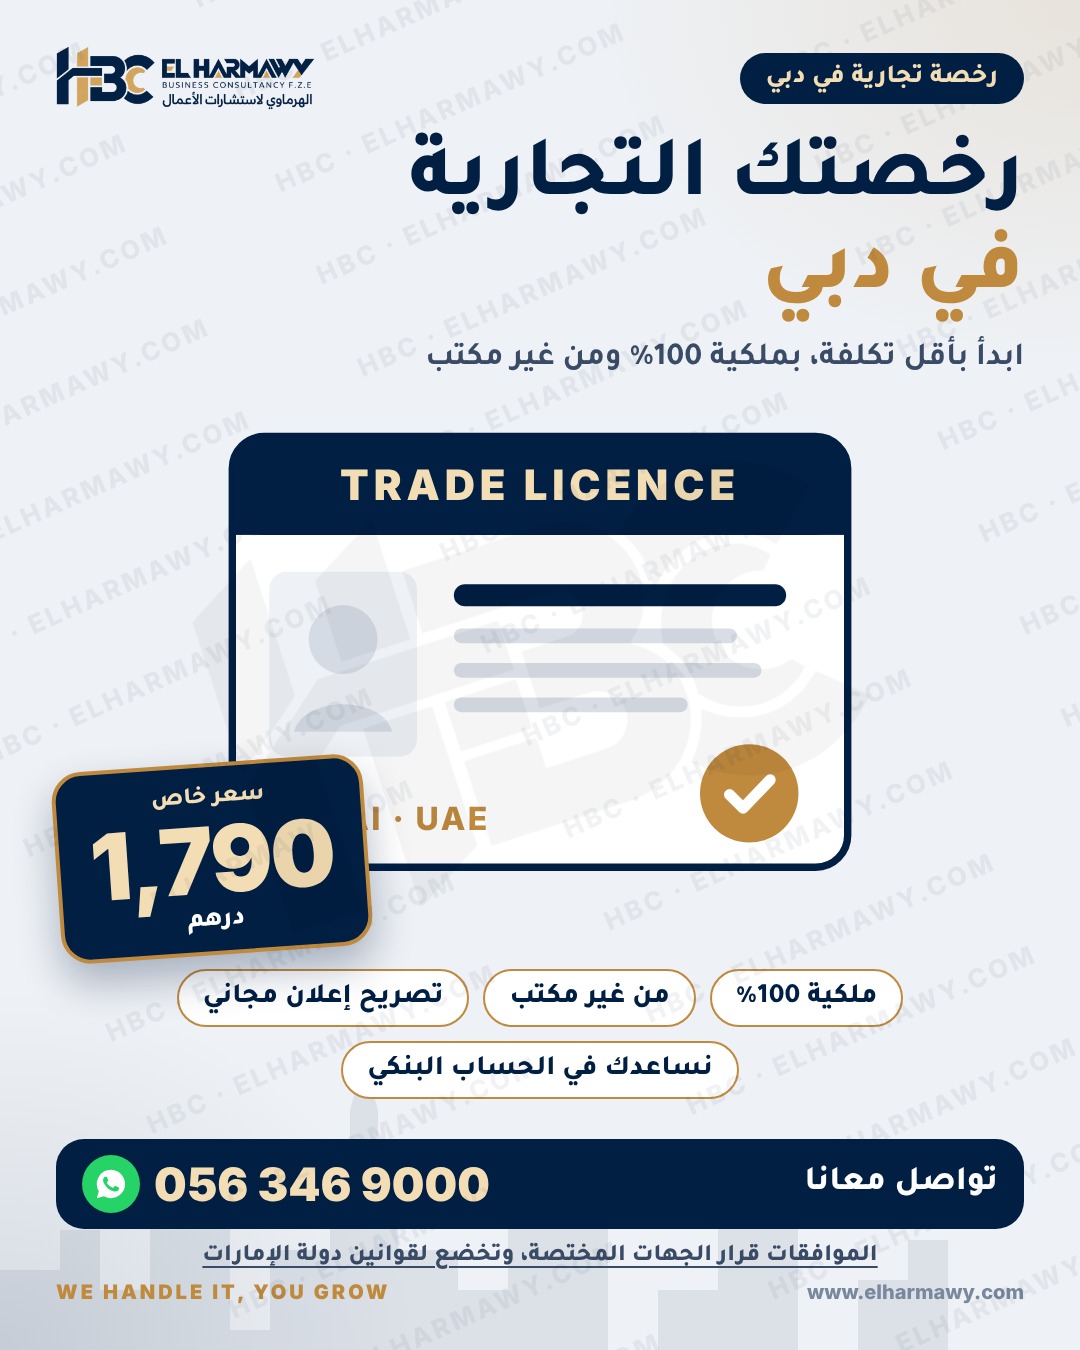 HBC EL HARMAWY
BUSINESS CONSULTANCY F.Z.E
الهرماوي لاستشارات الأعمال
رخصة تجارية في دبي
رخصتك التجارية
في دبي
ابدأ بأقل تكلفة، بملكية 100% ومن غير مكتب
TRADE LICENCE
UAE
سعر خاص
1,790
درهم
ملكية 100%
من غير مكتب
تصريح إعلان مجاني
نساعدك في الحساب البنكي
تواصل معانا
056 346 9000
الموافقات قرار الجهات المختصة، وتخضع لقوانين دولة الإمارات
WE HANDLE IT, YOU GROW
www.elharmawy.com
HBC · ELHARMAWY.COM